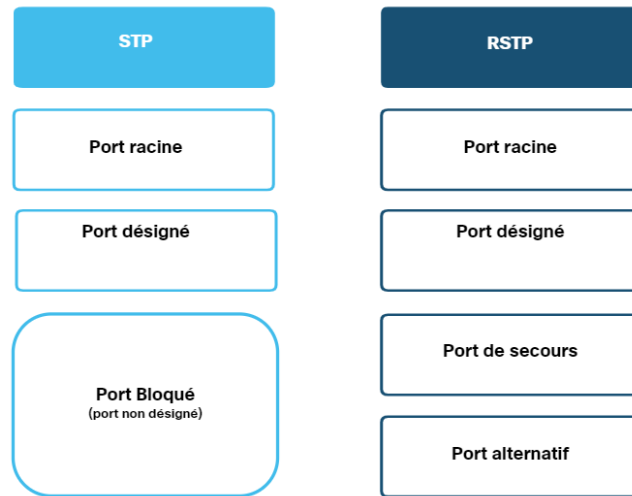 STP
Port racine
Port désigné
Port Bloqué
(port non désigné)
RSTP
Port racine
Port désigné
Port de secours
Port alternatif